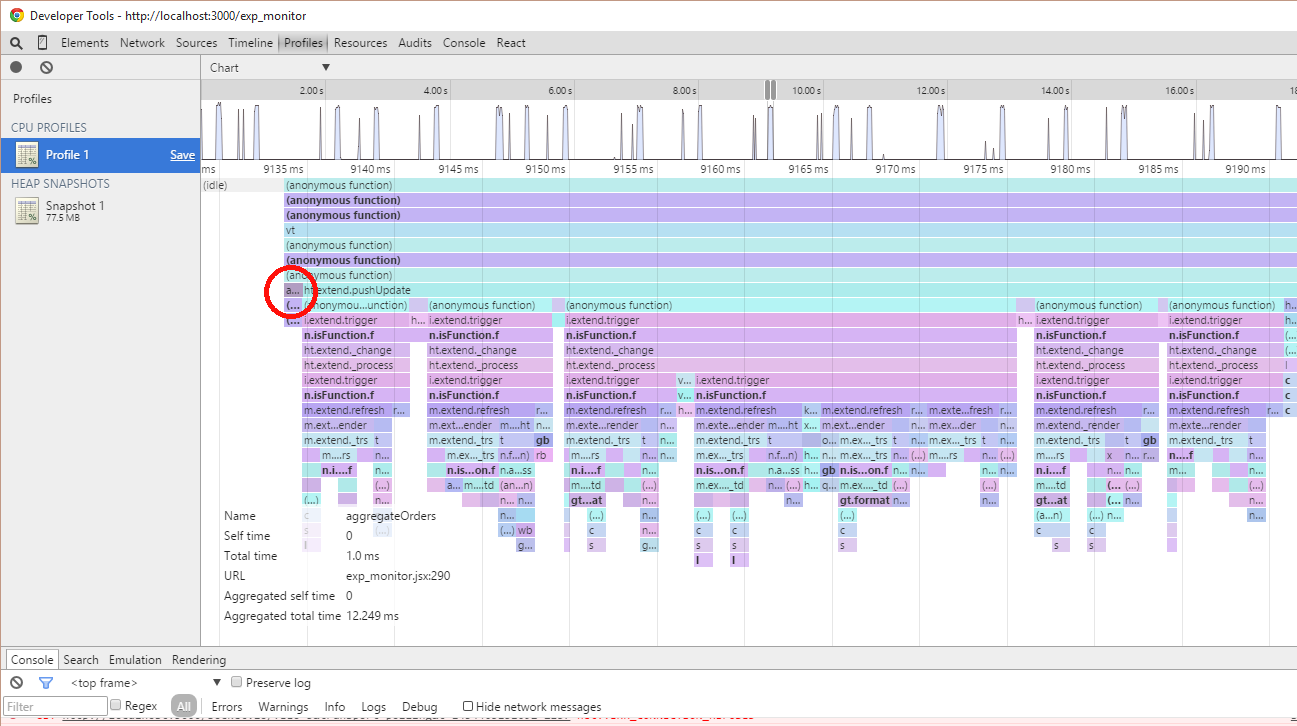 Developer Tools - http://localhost:3000/exp_monitor
Elements Network Sources Timeline Profiles Resources Audits Console React
Chart ▼
Profiles
CPU PROFILES
Profile 1 Save
HEAP SNAPSHOTS
Snapshot 1
77.5 MB
2.00 s 4.00 s 6.00 s 8.00 s 10.00 s 12.00 s 14.00 s 16.00 s 18
ms 9135 ms 9140 ms 9145 ms 9150 ms 9155 ms 9160 ms 9165 ms 9170 ms 9175 ms 9180 ms 9185 ms 9190 ms
(idle) (anonymous function)
(anonymous function)
(anonymous function)
vt
(anonymous function)
(anonymous function)
(anonymous function)
a... ht.extend.pushUpdate
(... (anonymou...unction) (anonymous function) (anonymous function) (anonymous function) (anonymous function) h..
(... i.extend.trigger h... i.extend.trigger i.extend.trigger h... i.extend.trigger i.extend.trigger h...
n.isFunction.f n.isFunction.f n.isFunction.f n.isFunction.f n.isFunction.f (...
ht.extend._change ht.extend._change ht.extend._change ht.extend._change ht.extend._change (...
ht.extend._process ht.extend._process ht.extend._process ht.extend._process ht.extend._process l
i.extend.trigger i.extend.trigger i.extend.trigger v... i.extend.trigger i.extend.trigger i.extend.trigger c
n.isFunction.f n.isFunction.f n.isFunction.f v... n.isFunction.f n.isFunction.f n.isFunction.f c
m.extend.refresh r... m.extend.refresh r... m.extend.refresh r... h... m.extend.refresh k... m.extend.refresh r... m.exte...fresh r... m.extend.refresh r... m.extend.refresh r... c
m.ext...ender m.ext...ender m....ht n... m.exte...render n... m.ext...ender m....ht x... m.exte...render n... m.ex...der n... m.extend._render m.ext...ender
m.extend._trs t m.extend._trs t gb m.extend._trs t n... m.extend._trs t o... m.ext..._trs t m.ex..._trs t m.extend._trs t gb m.extend._trs t
m....rs n... m.ex..._trs n.f...n) rb m....rs n... m.ex..._trs n.f...n) h... m.ex..._trs n... (...) m....rs (...) m....rs x n... r... m....rs n...
n.i....f n... n.is...on.f n.a...ss n.i....f n... n.is...on.f n.a...ss gb n.is...on.f n... n... n.i....f n... n....f n...
(...) a... m....td (an...n) m....td (...) m.ex..._td n... (...) h... q... m.ex..._td (...) (...) m....td (... (...) (...)
(...) n... n... n... gt...at n... n... gt.format n... n... gt...at (... n... n...
Name aggregateOrders
c (...) n... (...) n... (...) (...) (...) (a...n) (...) n... n...
Self time 0
s (...) (...) wb c n... c c c c c
Total time 1.0 ms
l g... s g... s s s s s
l l
URL exp_monitor.jsx:290
Aggregated self time 0
Aggregated total time 12.249 ms
Console Search Emulation Rendering
<top frame> ▼ Preserve log
Filter Regex All Errors Warnings Info Logs Debug Hide network messages